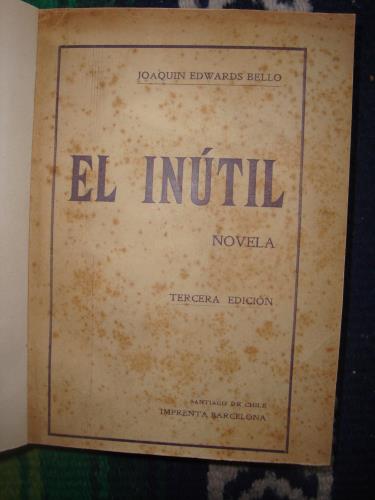 JOAQUIN EDWARDS BELLO
EL INÚTIL
NOVELA
TERCERA EDICIÓN
SANTIAGO DE CHILE
IMPRENTA BARCELONA